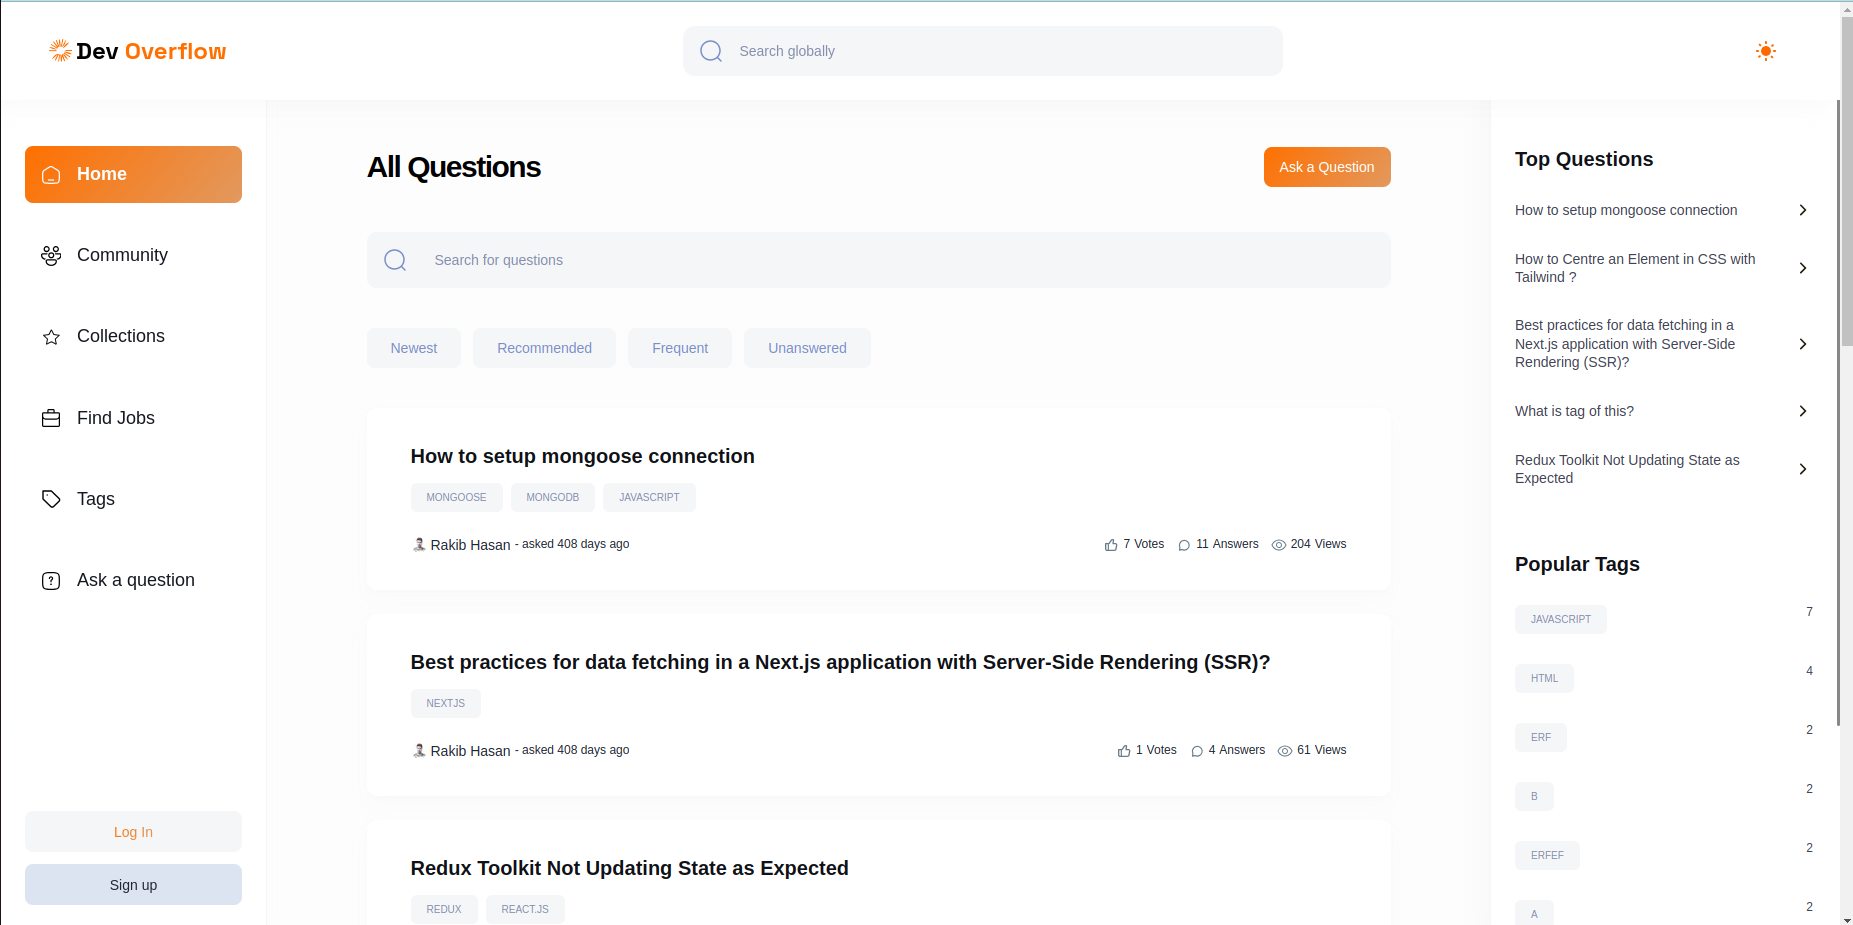 Dev Overflow
Search globally
Home
Community
Collections
Find Jobs
Tags
Ask a question
Log In
Sign up
All Questions
Ask a Question
Search for questions
Newest
Recommended
Frequent
Unanswered
How to setup mongoose connection
MONGOOSE
MONGODB
JAVASCRIPT
Rakib Hasan - asked 408 days ago
7 Votes
11 Answers
204 Views
Best practices for data fetching in a Next.js application with Server-Side Rendering (SSR)?
NEXTJS
Rakib Hasan - asked 408 days ago
1 Votes
4 Answers
61 Views
Redux Toolkit Not Updating State as Expected
REDUX
REACT.JS
Top Questions
How to setup mongoose connection
How to Centre an Element in CSS with
Tailwind ?
Best practices for data fetching in a
Next.js application with Server-Side
Rendering (SSR)?
What is tag of this?
Redux Toolkit Not Updating State as
Expected
Popular Tags
JAVASCRIPT 7
HTML 4
ERF 2
B 2
ERFEF 2
A 2